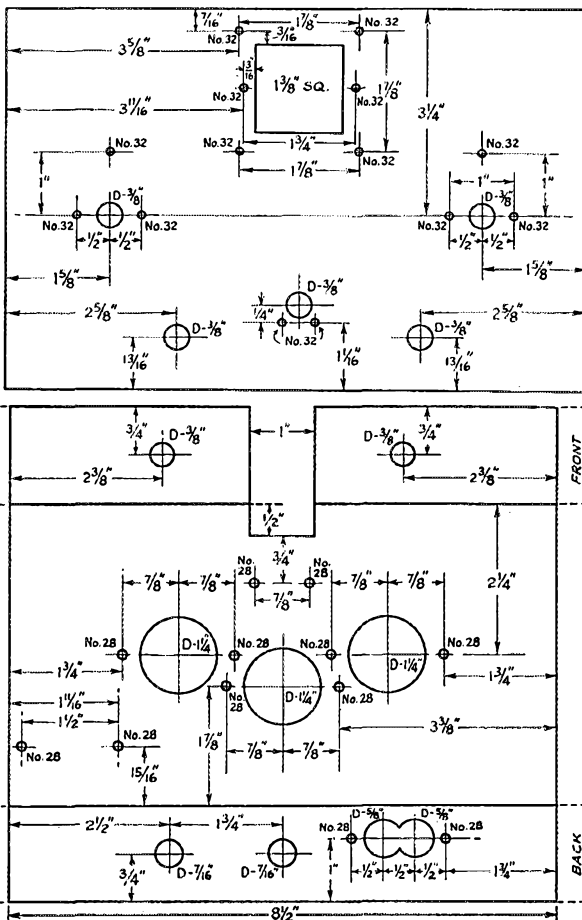 7/16"
1 7/8"
No.32
No.32
3/16"
3 5/8"
13/16"
1 3/8" SQ.
1 7/8"
3 1/4"
3 11/16"
No.32
No.32
1 3/4"
No.32
No.32
1 7/8"
No.32
No.32
1"
D-3/8"
1"
D-3/8"
1"
No.32
No.32
No.32
No.32
1/2"
1/2"
1/2"
1/2"
1 5/8"
1 5/8"
2 5/8"
D-3/8"
2 5/8"
D-3/8"
1/4"
No.32
D-3/8"
13/16"
1 1/16"
13/16"
3/4"
1"
3/4"
D-3/8"
D-3/8"
FRONT
2 3/8"
2 3/8"
1/2"
3/4"
2 1/4"
No.28
No.28
7/8"
7/8"
7/8"
7/8"
7/8"
No.28
D-1 1/4"
No.28
No.28
D-1 1/4"
No.28
1 3/4"
D-1 1/4"
1 3/4"
1 11/16"
No.28
No.28
1 1/2"
3 3/8"
1 7/8"
No.28
No.28
7/8"
7/8"
15/16"
2 1/2"
1 3/4"
D-5/8"
D-5/8"
No.28
No.28
BACK
3/4"
D-7/16"
D-7/16"
1"
1/2"
1/2"
1/2"
1 3/4"
8 1/2"